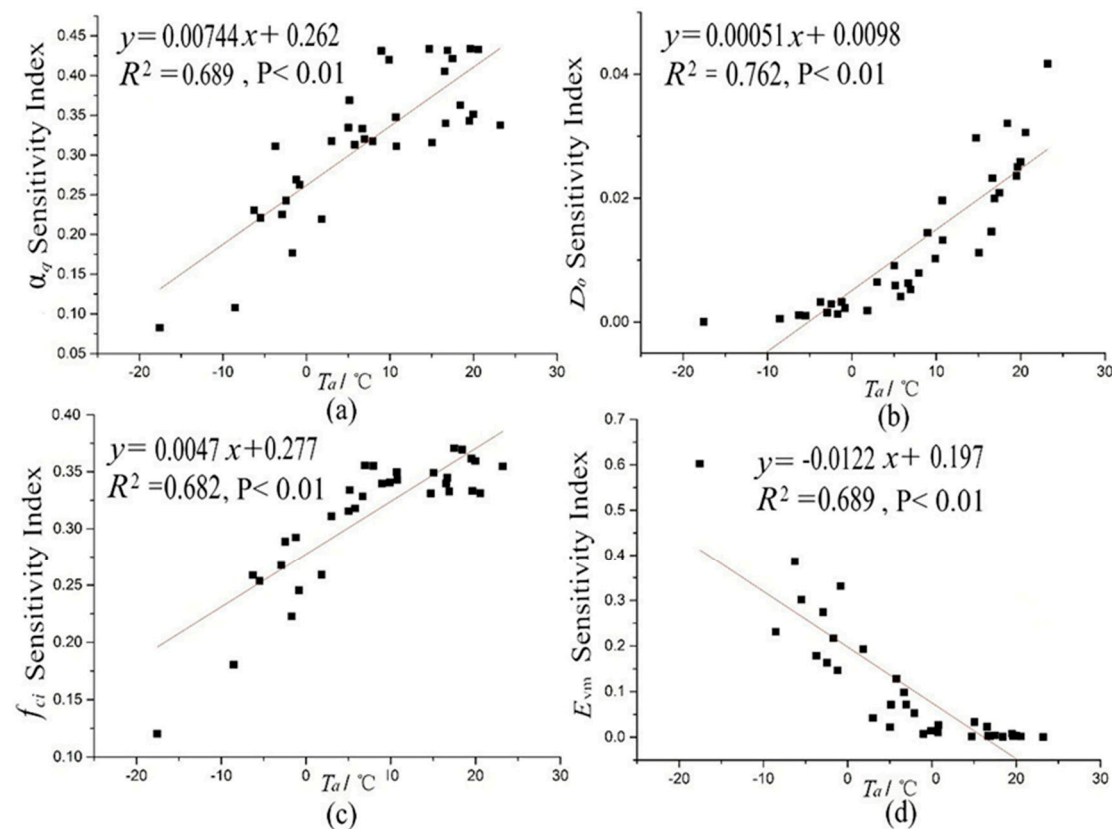 y= 0.00744 x+ 0.262
R² =0.689 , P< 0.01
αq Sensitivity Index
0.45
0.40
0.35
0.30
0.25
0.20
0.15
0.10
0.05
-20
-10
0
10
20
30
Ta / ℃
(a)
y= 0.00051 x+ 0.0098
R² = 0.762, P< 0.01
Do Sensitivity Index
0.04
0.02
0.00
-20
-10
0
10
20
30
Ta / ℃
(b)
y= 0.0047 x+0.277
R² =0.682, P< 0.01
fci Sensitivity Index
0.40
0.35
0.30
0.25
0.20
0.15
0.10
-20
-10
0
10
20
30
Ta / ℃
(c)
y= -0.0122 x+ 0.197
R² =0.689 , P< 0.01
Evm Sensitivity Index
0.7
0.6
0.5
0.4
0.3
0.2
0.1
0.0
-20
-10
0
10
20
30
Ta / ℃
(d)